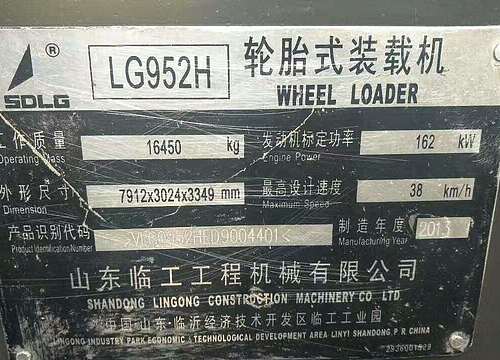 SDLG ® LG952H 轮胎式装载机
WHEEL LOADER
工作质量 16450 kg 发动机标定功率 162 kW
Operating Mass Engine Power
外形尺寸 7912x3024x3349 mm 最高设计速度 38 km/h
Dimension Maximum Speed
产品识别代码 制造年度 2013
Product Identification Number Manufacturing Year
山东临工工程机械有限公司
SHANDONG LINGONG CONSTRUCTION MACHINERY CO LTD
中国·山东·临沂经济技术开发区临工工业园
LINGONG INDUSTRY PARK ECONOMIC & TECHNOLOGICAL DEVELOPMENT AREA LINYI SHANDONG P R CHINA